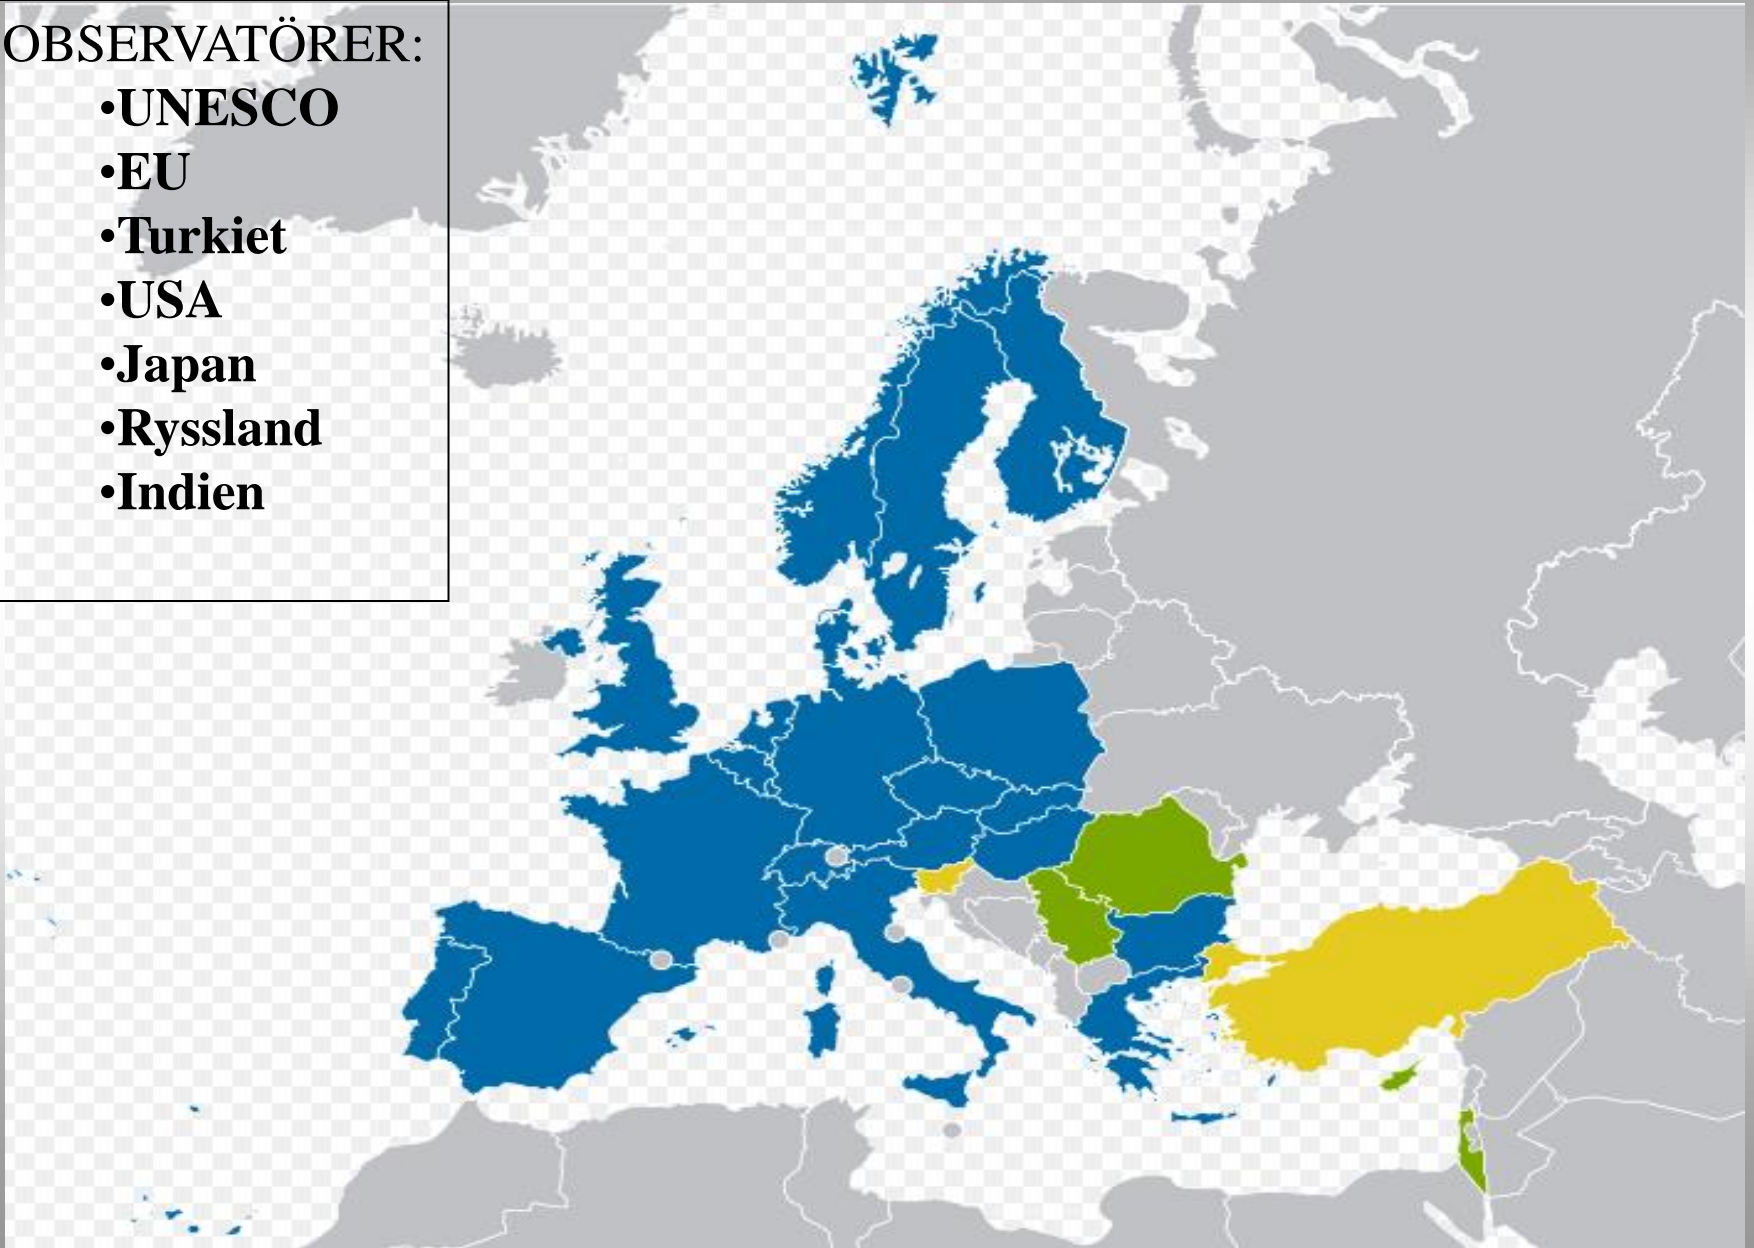 OBSERVATÖRER:
•UNESCO
•EU
•Turkiet
•USA
•Japan
•Ryssland
•Indien